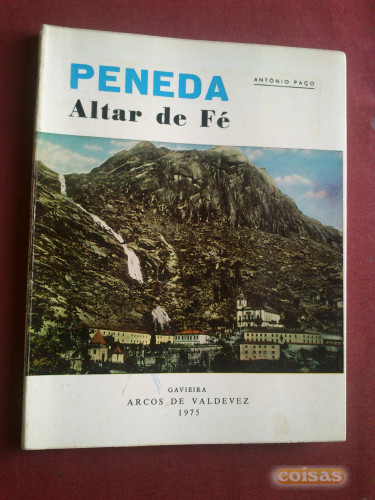 PENEDA
ANTÓNIO PAÇO
Altar de Fé
GAVIEIRA
ARCOS DE VALDEVEZ
1975
coisas